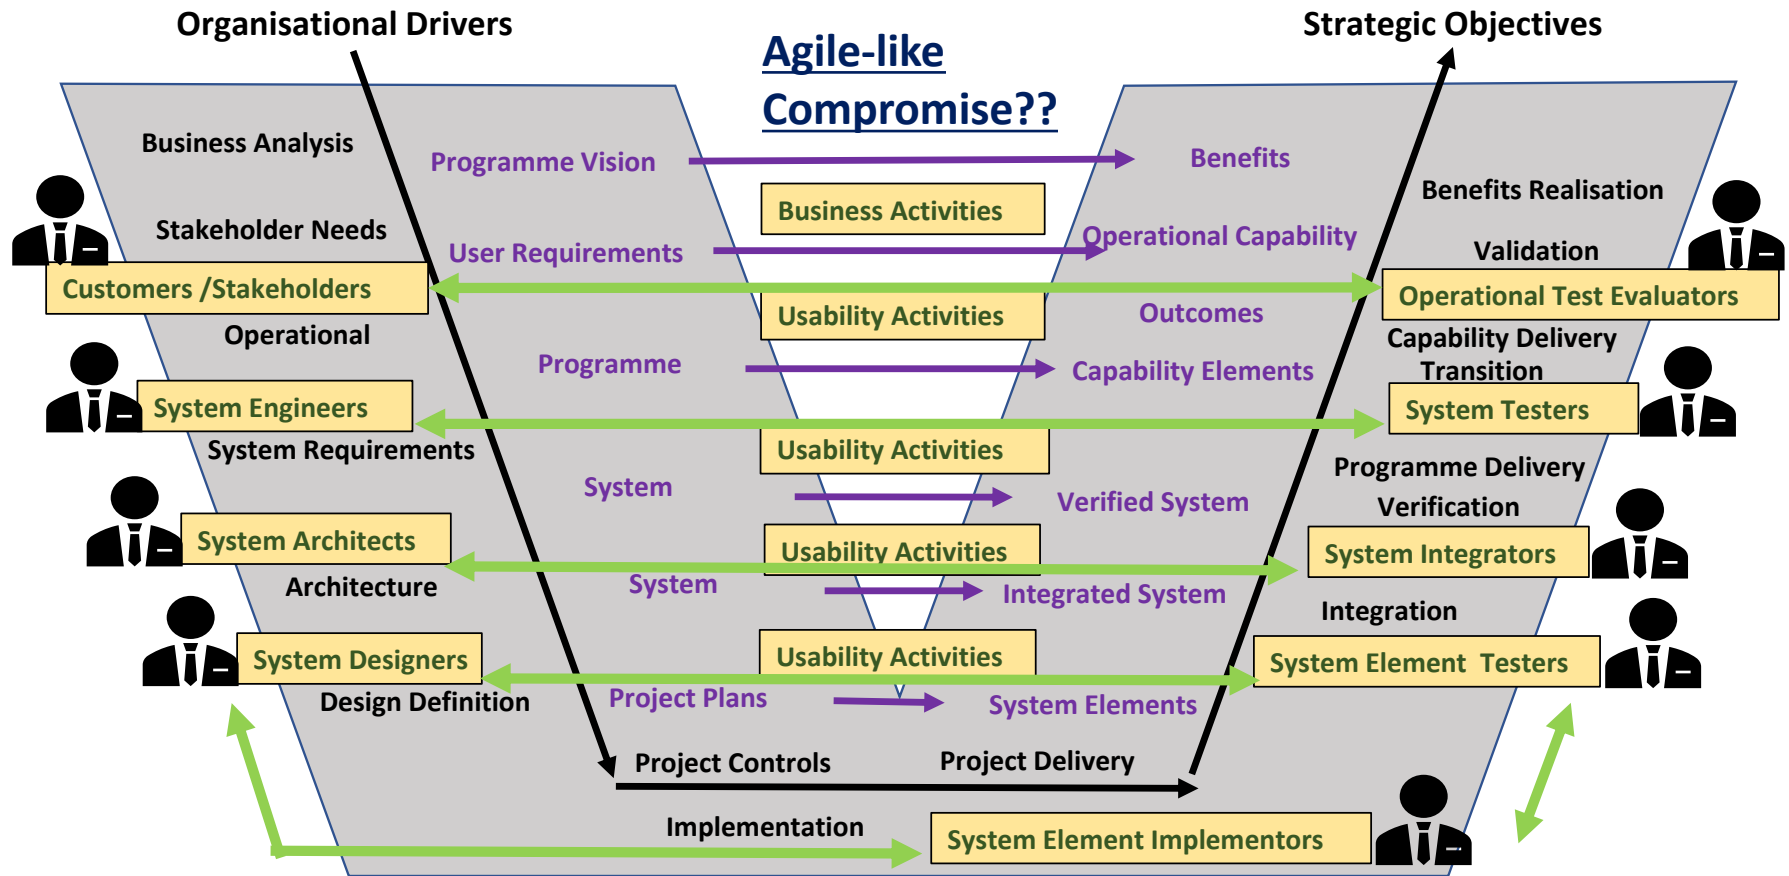 Organisational Drivers
Strategic Objectives
Agile-like
Compromise??
Business Analysis
Programme Vision
Benefits
Benefits Realisation
Business Activities
Stakeholder Needs
User Requirements
Operational Capability
Validation
Customers /Stakeholders
Usability Activities
Outcomes
Operational Test Evaluators
Operational
Programme
Capability Elements
Capability Delivery
Transition
System Engineers
System Testers
System Requirements
Usability Activities
Programme Delivery
System
Verified System
Verification
System Architects
Usability Activities
System Integrators
Architecture
System
Integrated System
Integration
System Designers
Usability Activities
System Element  Testers
Design Definition
Project Plans
System Elements
Project Controls
Project Delivery
Implementation
System Element Implementors